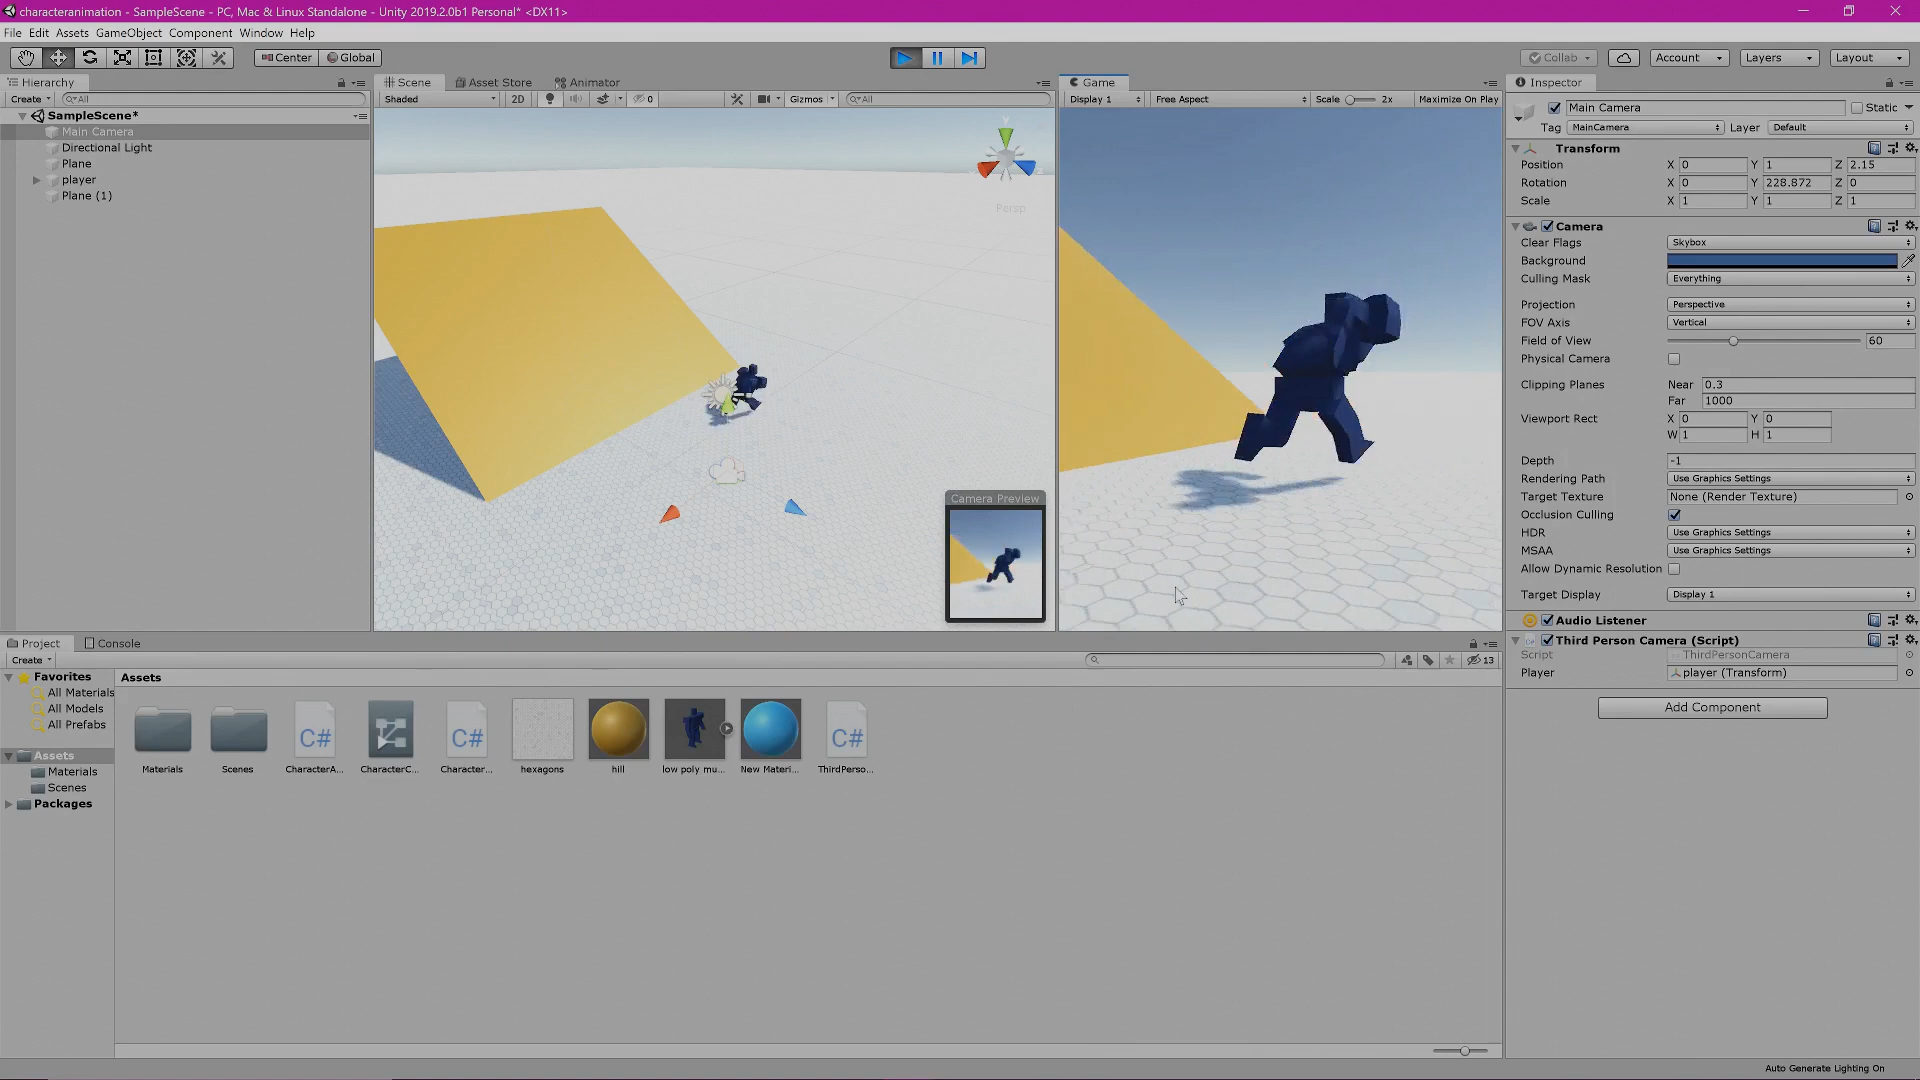 characteranimation - SampleScene - PC, Mac & Linux Standalone - Unity 2019.2.0b1 Personal* <DX11>
File Edit Assets GameObject Component Window Help
Center Global Collab Account Layers Layout
Hierarchy
Create All
SampleScene*
Main Camera
Directional Light
Plane
player
Plane (1)
Scene Asset Store Animator
Shaded 2D 0 Gizmos All
y
Persp
Camera Preview
Game
Display 1 Free Aspect Scale 2x Maximize On Play
Inspector
Main Camera Static
Tag MainCamera Layer Default
Transform
Position X 0 Y 1 Z 2.15
Rotation X 0 Y 228.872 Z 0
Scale X 1 Y 1 Z 1
Camera
Clear Flags Skybox
Background
Culling Mask Everything
Projection Perspective
FOV Axis Vertical
Field of View 60
Physical Camera
Clipping Planes Near 0.3
Far 1000
Viewport Rect X 0 Y 0
W 1 H 1
Depth -1
Rendering Path Use Graphics Settings
Target Texture None (Render Texture)
Occlusion Culling
HDR Use Graphics Settings
MSAA Use Graphics Settings
Allow Dynamic Resolution
Target Display Display 1
Audio Listener
Third Person Camera (Script)
Script ThirdPersonCamera
Player player (Transform)
Add Component
Project Console
Create 13
Favorites
All Materials
All Models
All Prefabs
Assets
Materials
Scenes
Packages
Assets
C# C# C#
Materials Scenes CharacterA... CharacterC... Character... hexagons hill low poly mu... New Materi... ThirdPerso...
Auto Generate Lighting On